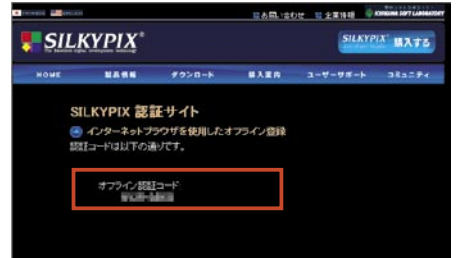 お問い合わせ 企業情報 ICHIKAWA SOFT LABORATORY
SILKYPIX®
SILKYPIX® 購入する
HOME 製品情報 ダウンロード 購入案内 ユーザーサポート コミュニティ
SILKYPIX 認証サイト
インターネットブラウザを使用したオフライン登録
認証コードは以下の通りです。
オフライン認証コード